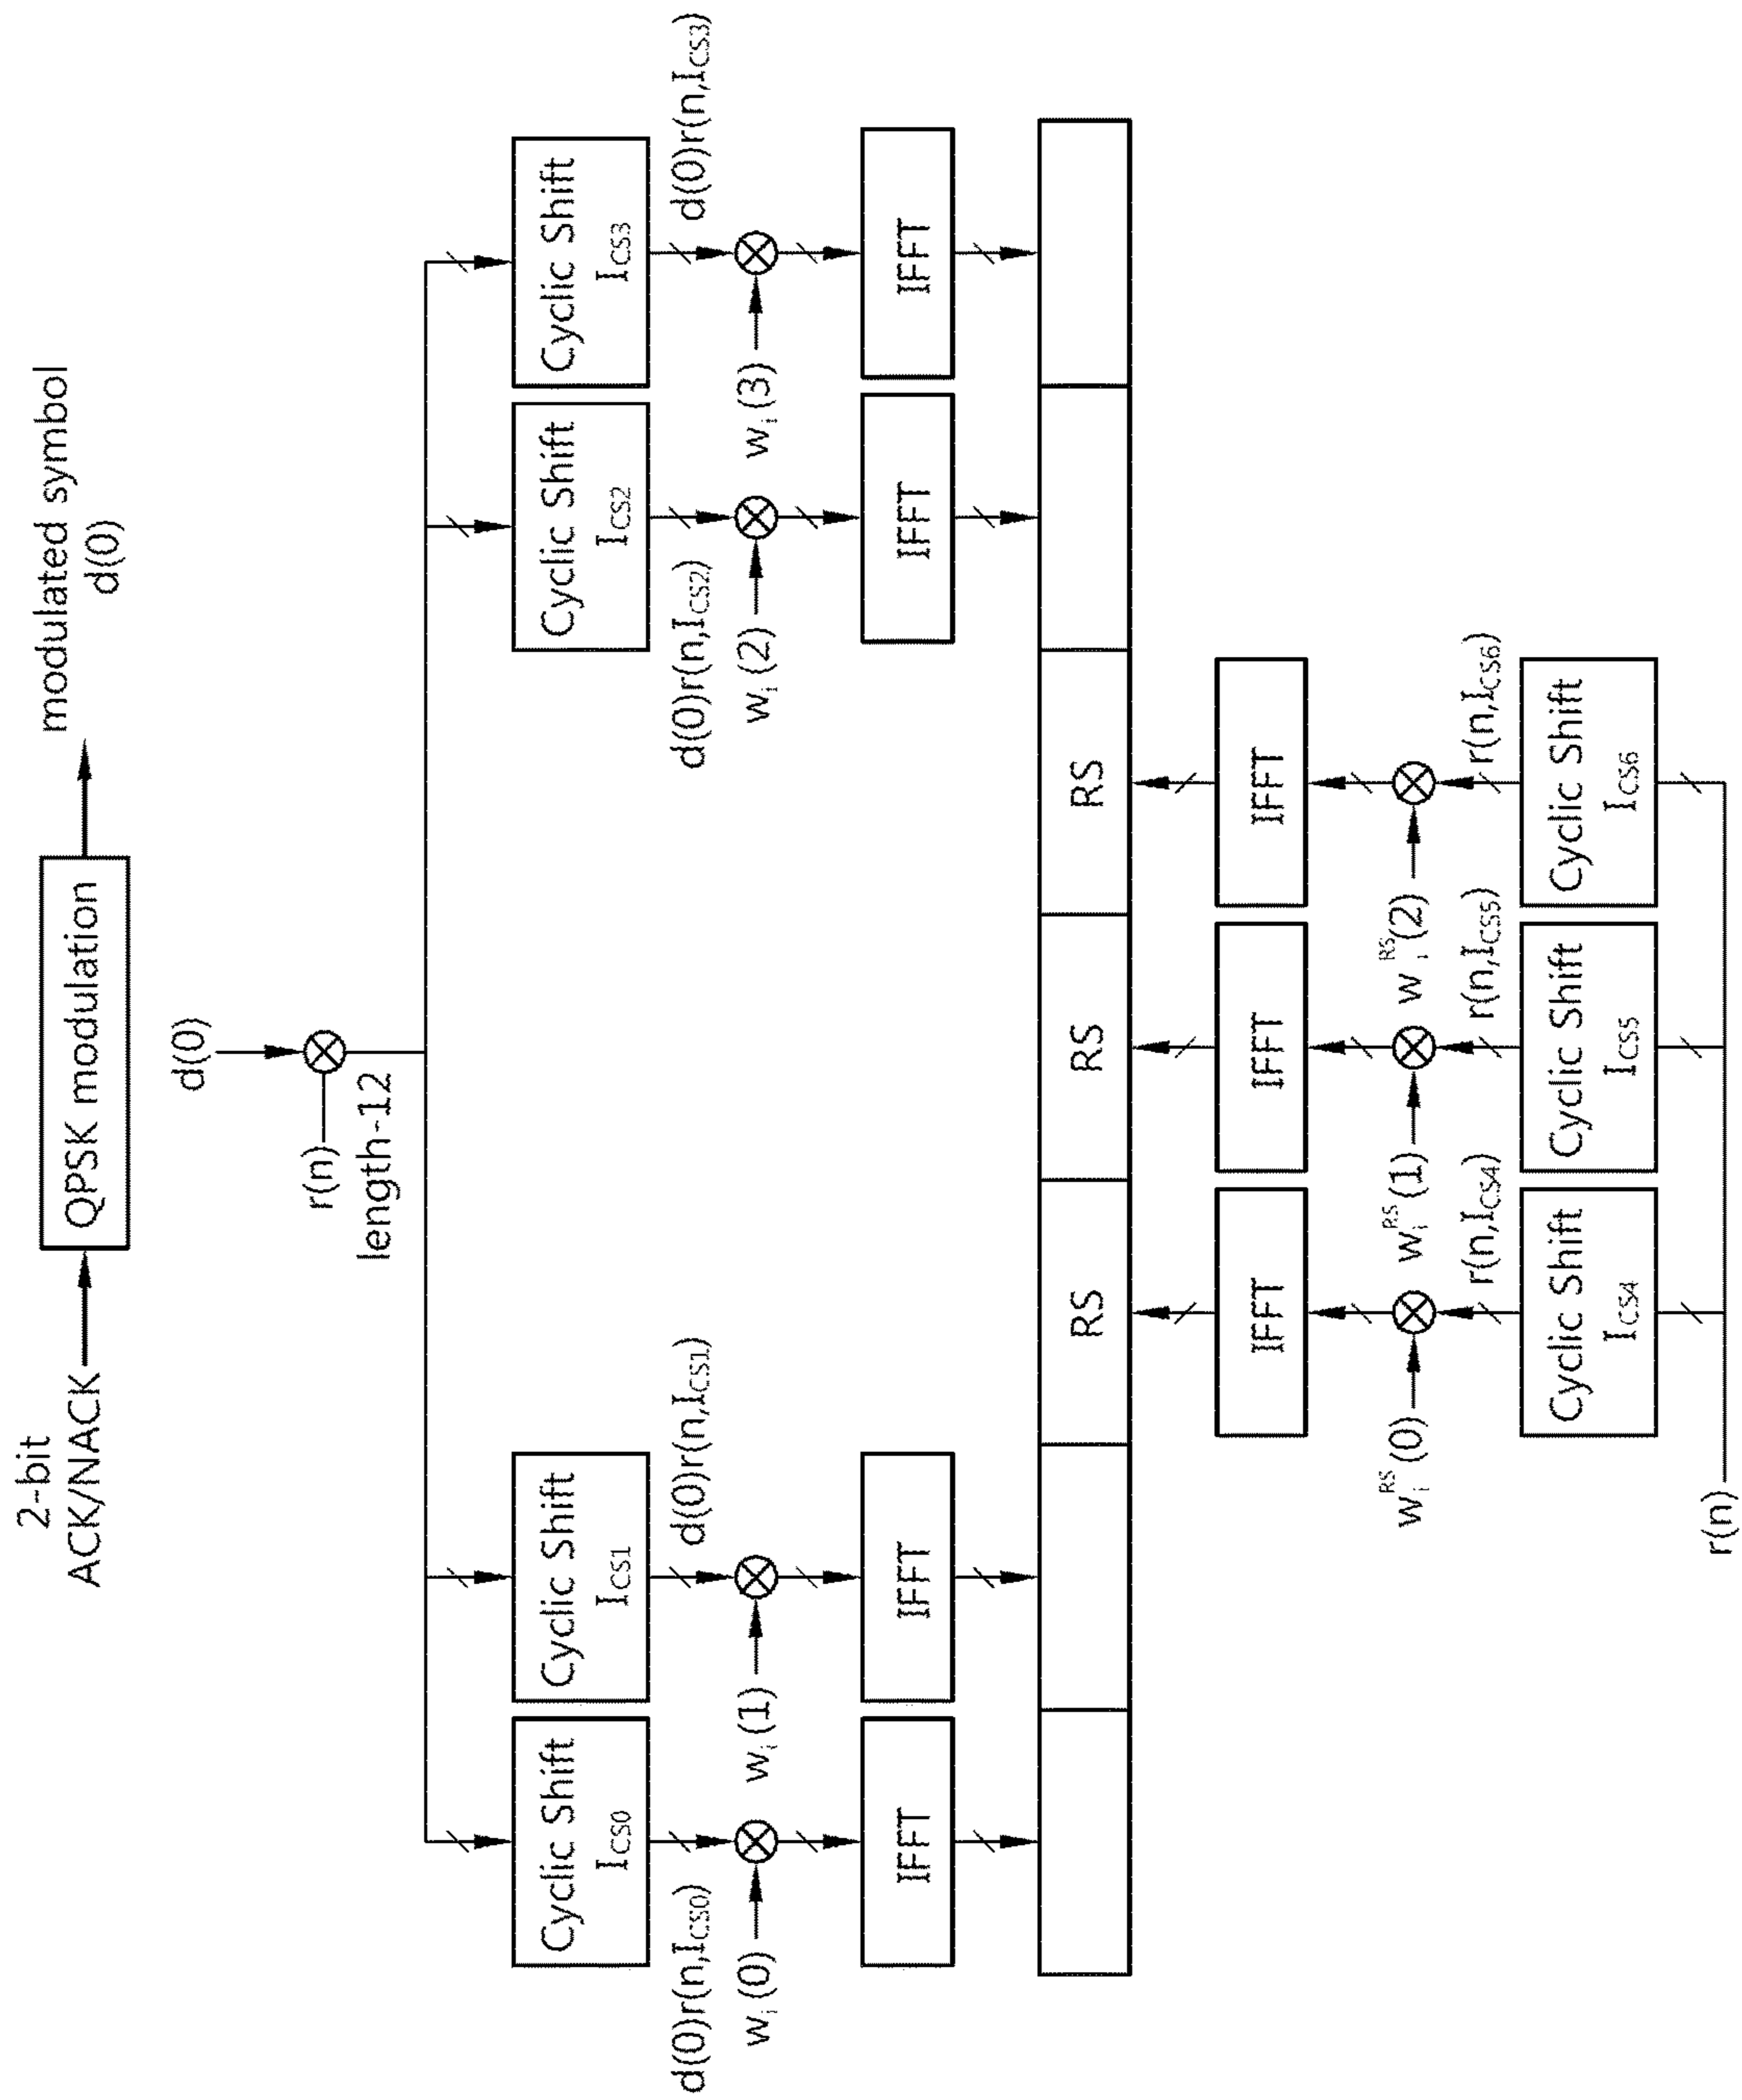 2-bit
ACK/NACK
QPSK modulation
modulated symbol
d(0)
d(0)
r(n)
length-12
Cyclic Shift
I_CS0
Cyclic Shift
I_CS1
Cyclic Shift
I_CS2
Cyclic Shift
I_CS3
d(0)r(n,I_CS0)
d(0)r(n,I_CS1)
d(0)r(n,I_CS2)
d(0)r(n,I_CS3)
w_i(0)
w_i(1)
w_i(2)
w_i(3)
IFFT
IFFT
IFFT
IFFT
RS
RS
RS
IFFT
IFFT
IFFT
w_i^RS(0)
w_i^RS(1)
w_i^RS(2)
r(n,I_CS4)
r(n,I_CS5)
r(n,I_CS6)
Cyclic Shift
I_CS4
Cyclic Shift
I_CS5
Cyclic Shift
I_CS6
r(n)